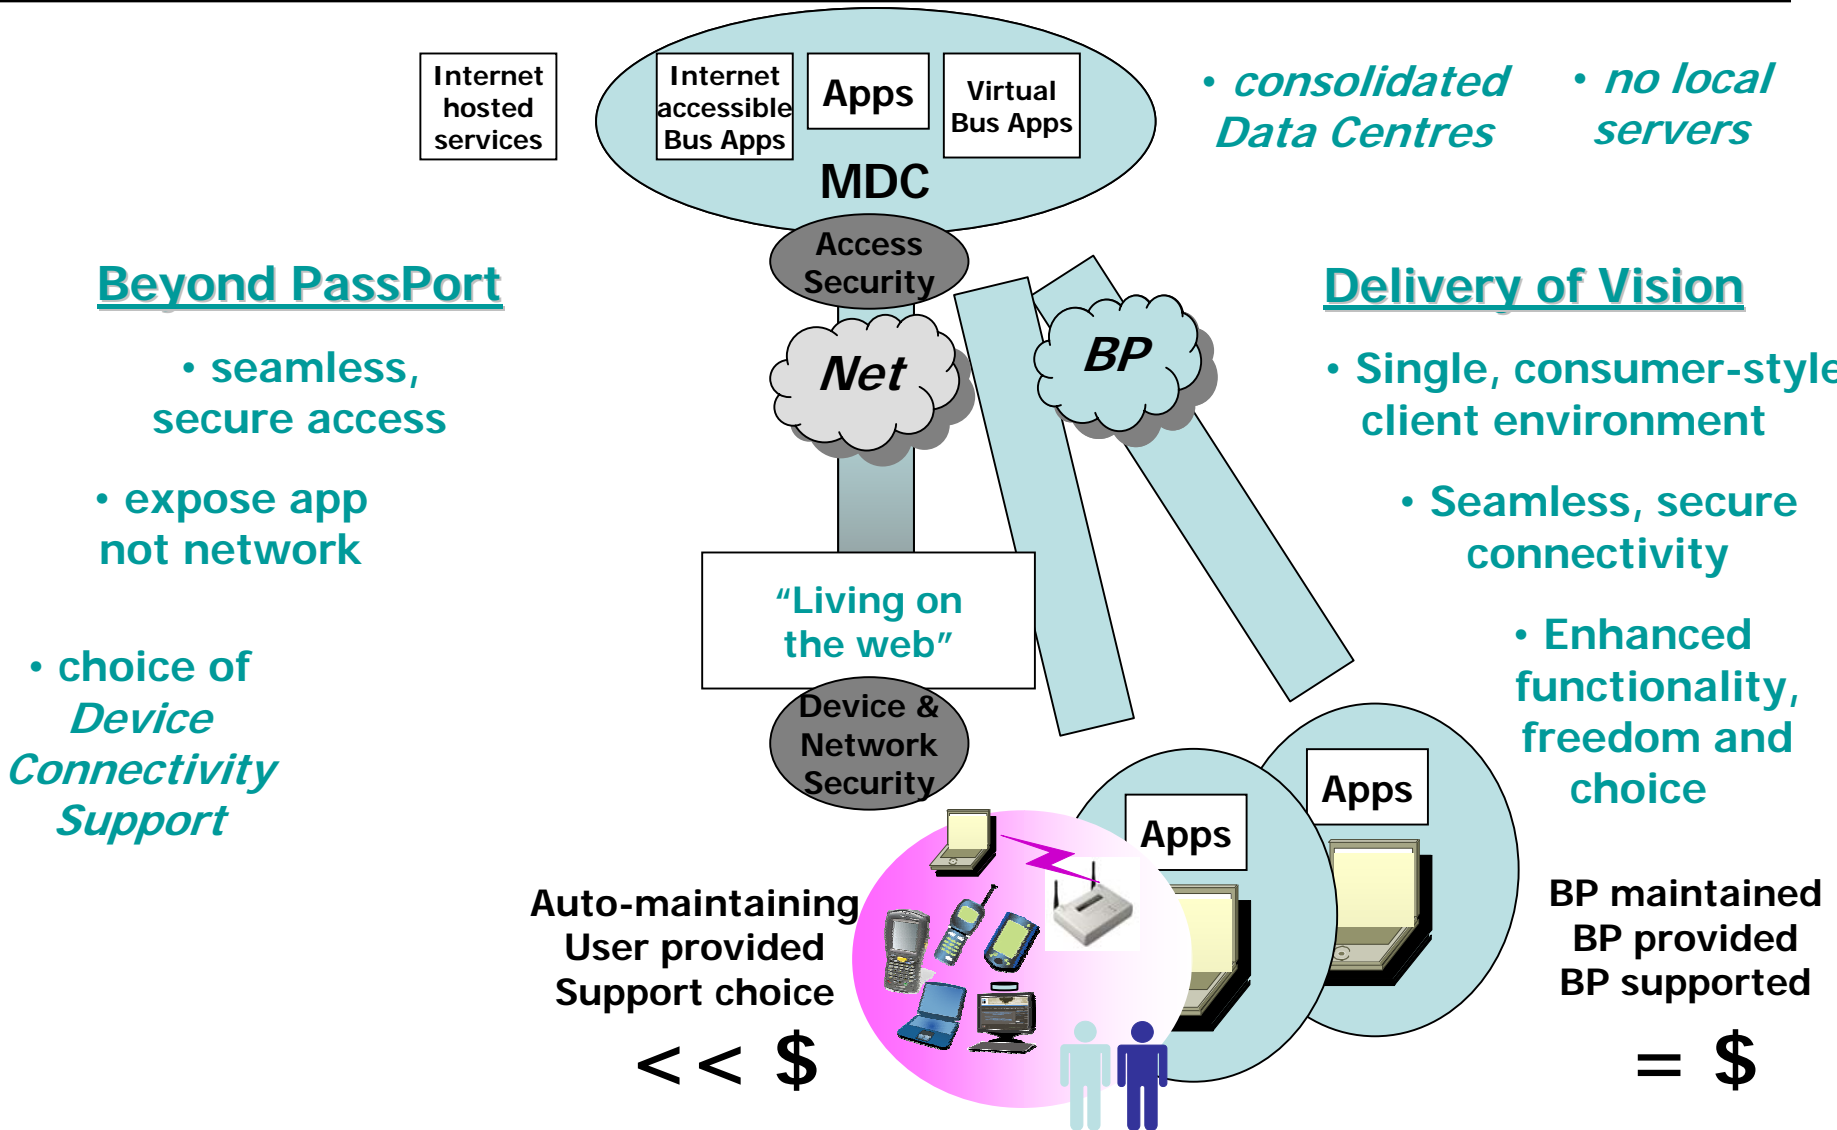 Internet
hosted
services
Internet
accessible
Bus Apps
Apps
Virtual
Bus Apps
MDC
• consolidated
Data Centres
• no local
servers
Access
Security
Beyond PassPort
• seamless,
secure access
• expose app
not network
• choice of
Device
Connectivity
Support
Net
BP
"Living on
the web"
Device &
Network
Security
Delivery of Vision
• Single, consumer-style
client environment
• Seamless, secure
connectivity
• Enhanced
functionality,
freedom and
choice
Apps
Apps
Auto-maintaining
User provided
Support choice
<< $
BP maintained
BP provided
BP supported
= $